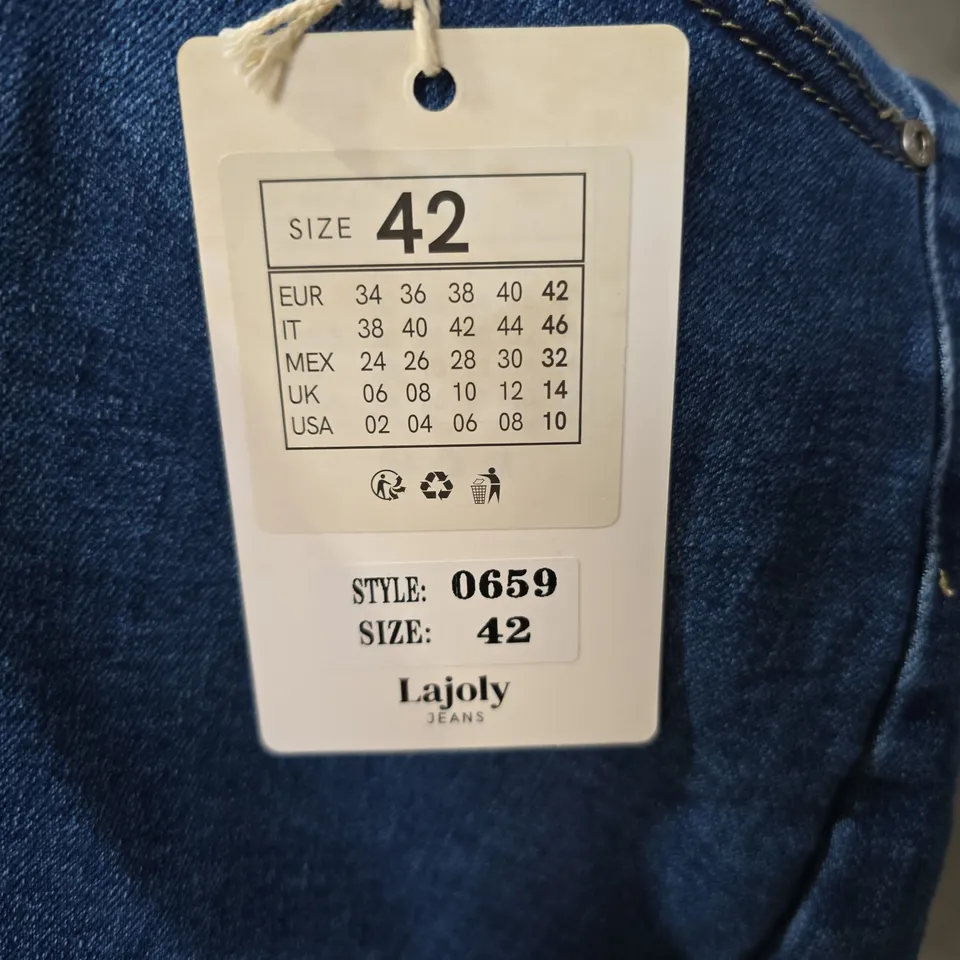 SIZE 42
EUR 34 36 38 40 42
IT 38 40 42 44 46
MEX 24 26 28 30 32
UK 06 08 10 12 14
USA 02 04 06 08 10
STYLE: 0659
SIZE: 42
Lajoly
JEANS